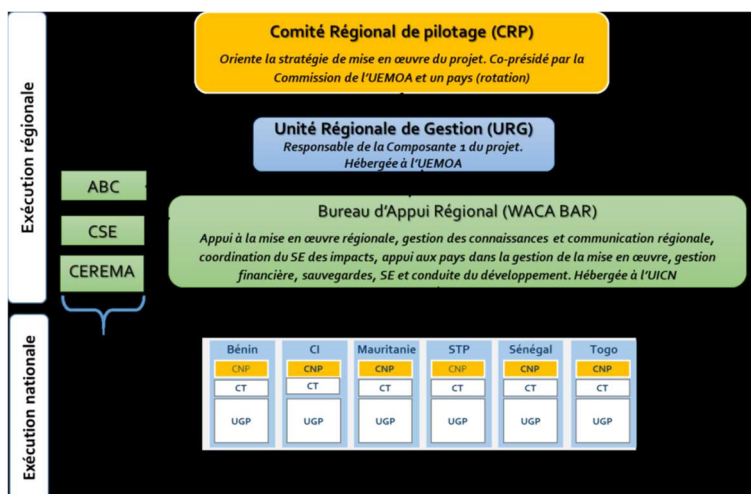 Exécution régionale
Comité Régional de pilotage (CRP)
Oriente la stratégie de mise en œuvre du projet. Co-présidé par la
Commission de l'UEMOA et un pays (rotation)
Unité Régionale de Gestion (URG)
Responsable de la Composante 1 du projet.
Hébergée à l'UEMOA
ABC
CSE
CEREMA
Bureau d'Appui Régional (WACA BAR)
Appui à la mise en œuvre régionale, gestion des connaissances et communication régionale,
coordination du SE des impacts, appui aux pays dans la gestion de la mise en œuvre, gestion
financière, sauvegardes, SE et conduite du développement. Hébergée à l'UICN
Exécution nationale
Bénin CI Mauritanie STP Sénégal Togo
CNP CNP CNP CNP CNP CNP
CT CT CT CT CT CT
UGP UGP UGP UGP UGP UGP